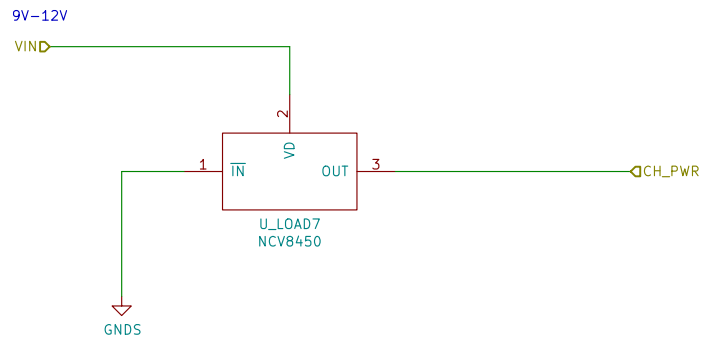 9V-12V
VIN
2
VD
1
IN
OUT
3
CH_PWR
U_LOAD7
NCV8450
GNDS